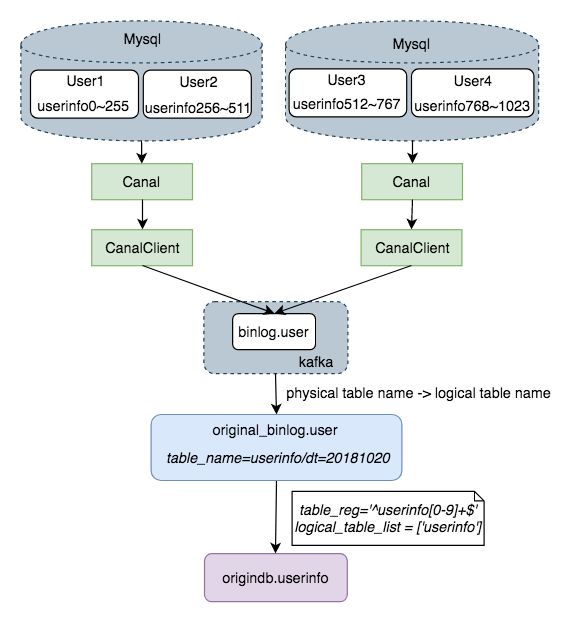 Mysql
User1
userinfo0~255
User2
userinfo256~511
Mysql
User3
userinfo512~767
User4
userinfo768~1023
Canal
Canal
CanalClient
CanalClient
binlog.user
kafka
physical table name -> logical table name
original_binlog.user
table_name=userinfo/dt=20181020
table_reg='^userinfo[0-9]+$'
logical_table_list = ['userinfo']
origindb.userinfo